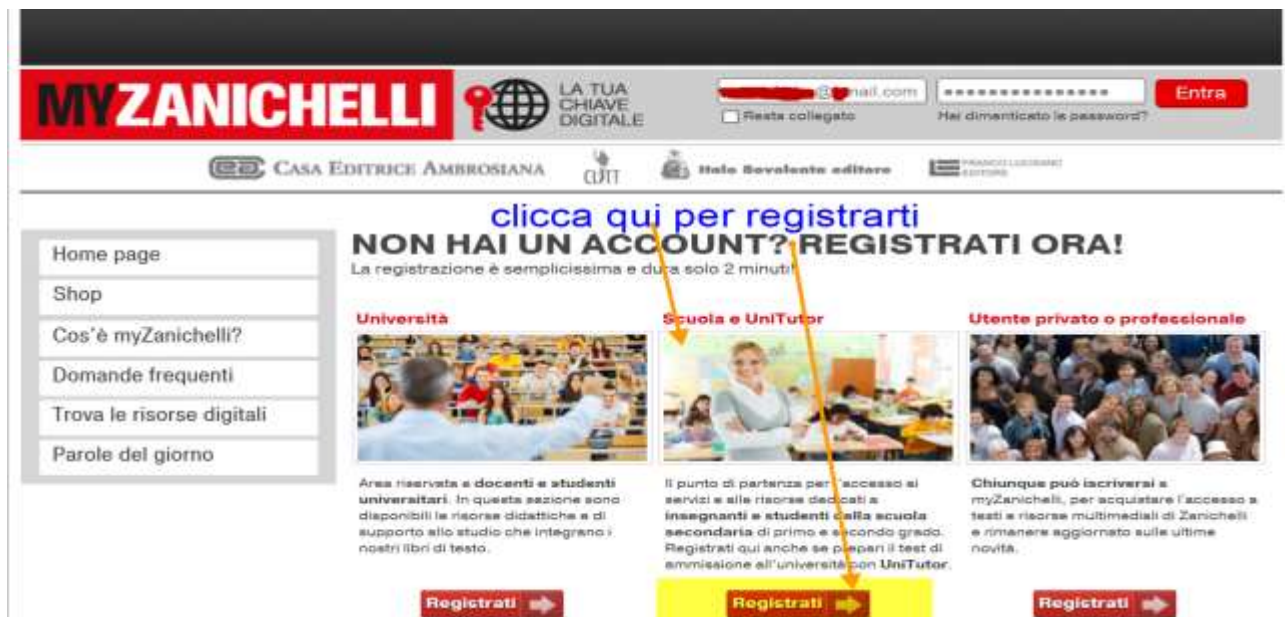 MYZANICHELLI
LA TUA
CHIAVE
DIGITALE
mail.com
***************
Entra
Resta collegato
Hai dimenticato la password?
CASA EDITRICE AMBROSIANA
Italo Bovolenta editore
clicca qui per registrarti
NON HAI UN ACCOUNT? REGISTRATI ORA!
La registrazione è semplicissima e dura solo 2 minuti!
Home page
Shop
Cos'è myZanichelli?
Domande frequenti
Trova le risorse digitali
Parole del giorno
Università
Area riservata a docenti e studenti
universitari. In questa sezione sono
disponibili le risorse didattiche e di
supporto allo studio che integrano i
nostri libri di testo.
Registrati
Scuola e UniTutor
Il punto di partenza per l'accesso ai
servizi e alle risorse dedicati a
insegnanti e studenti della scuola
secondaria di primo e secondo grado.
Registrati qui anche se prepari il test di
ammissione all'università con UniTutor.
Registrati
Utente privato o professionale
Chiunque può iscriversi a
myZanichelli, per acquistare l'accesso a
testi e risorse multimediali di Zanichelli
e rimanere aggiornato sulle ultime
novità.
Registrati